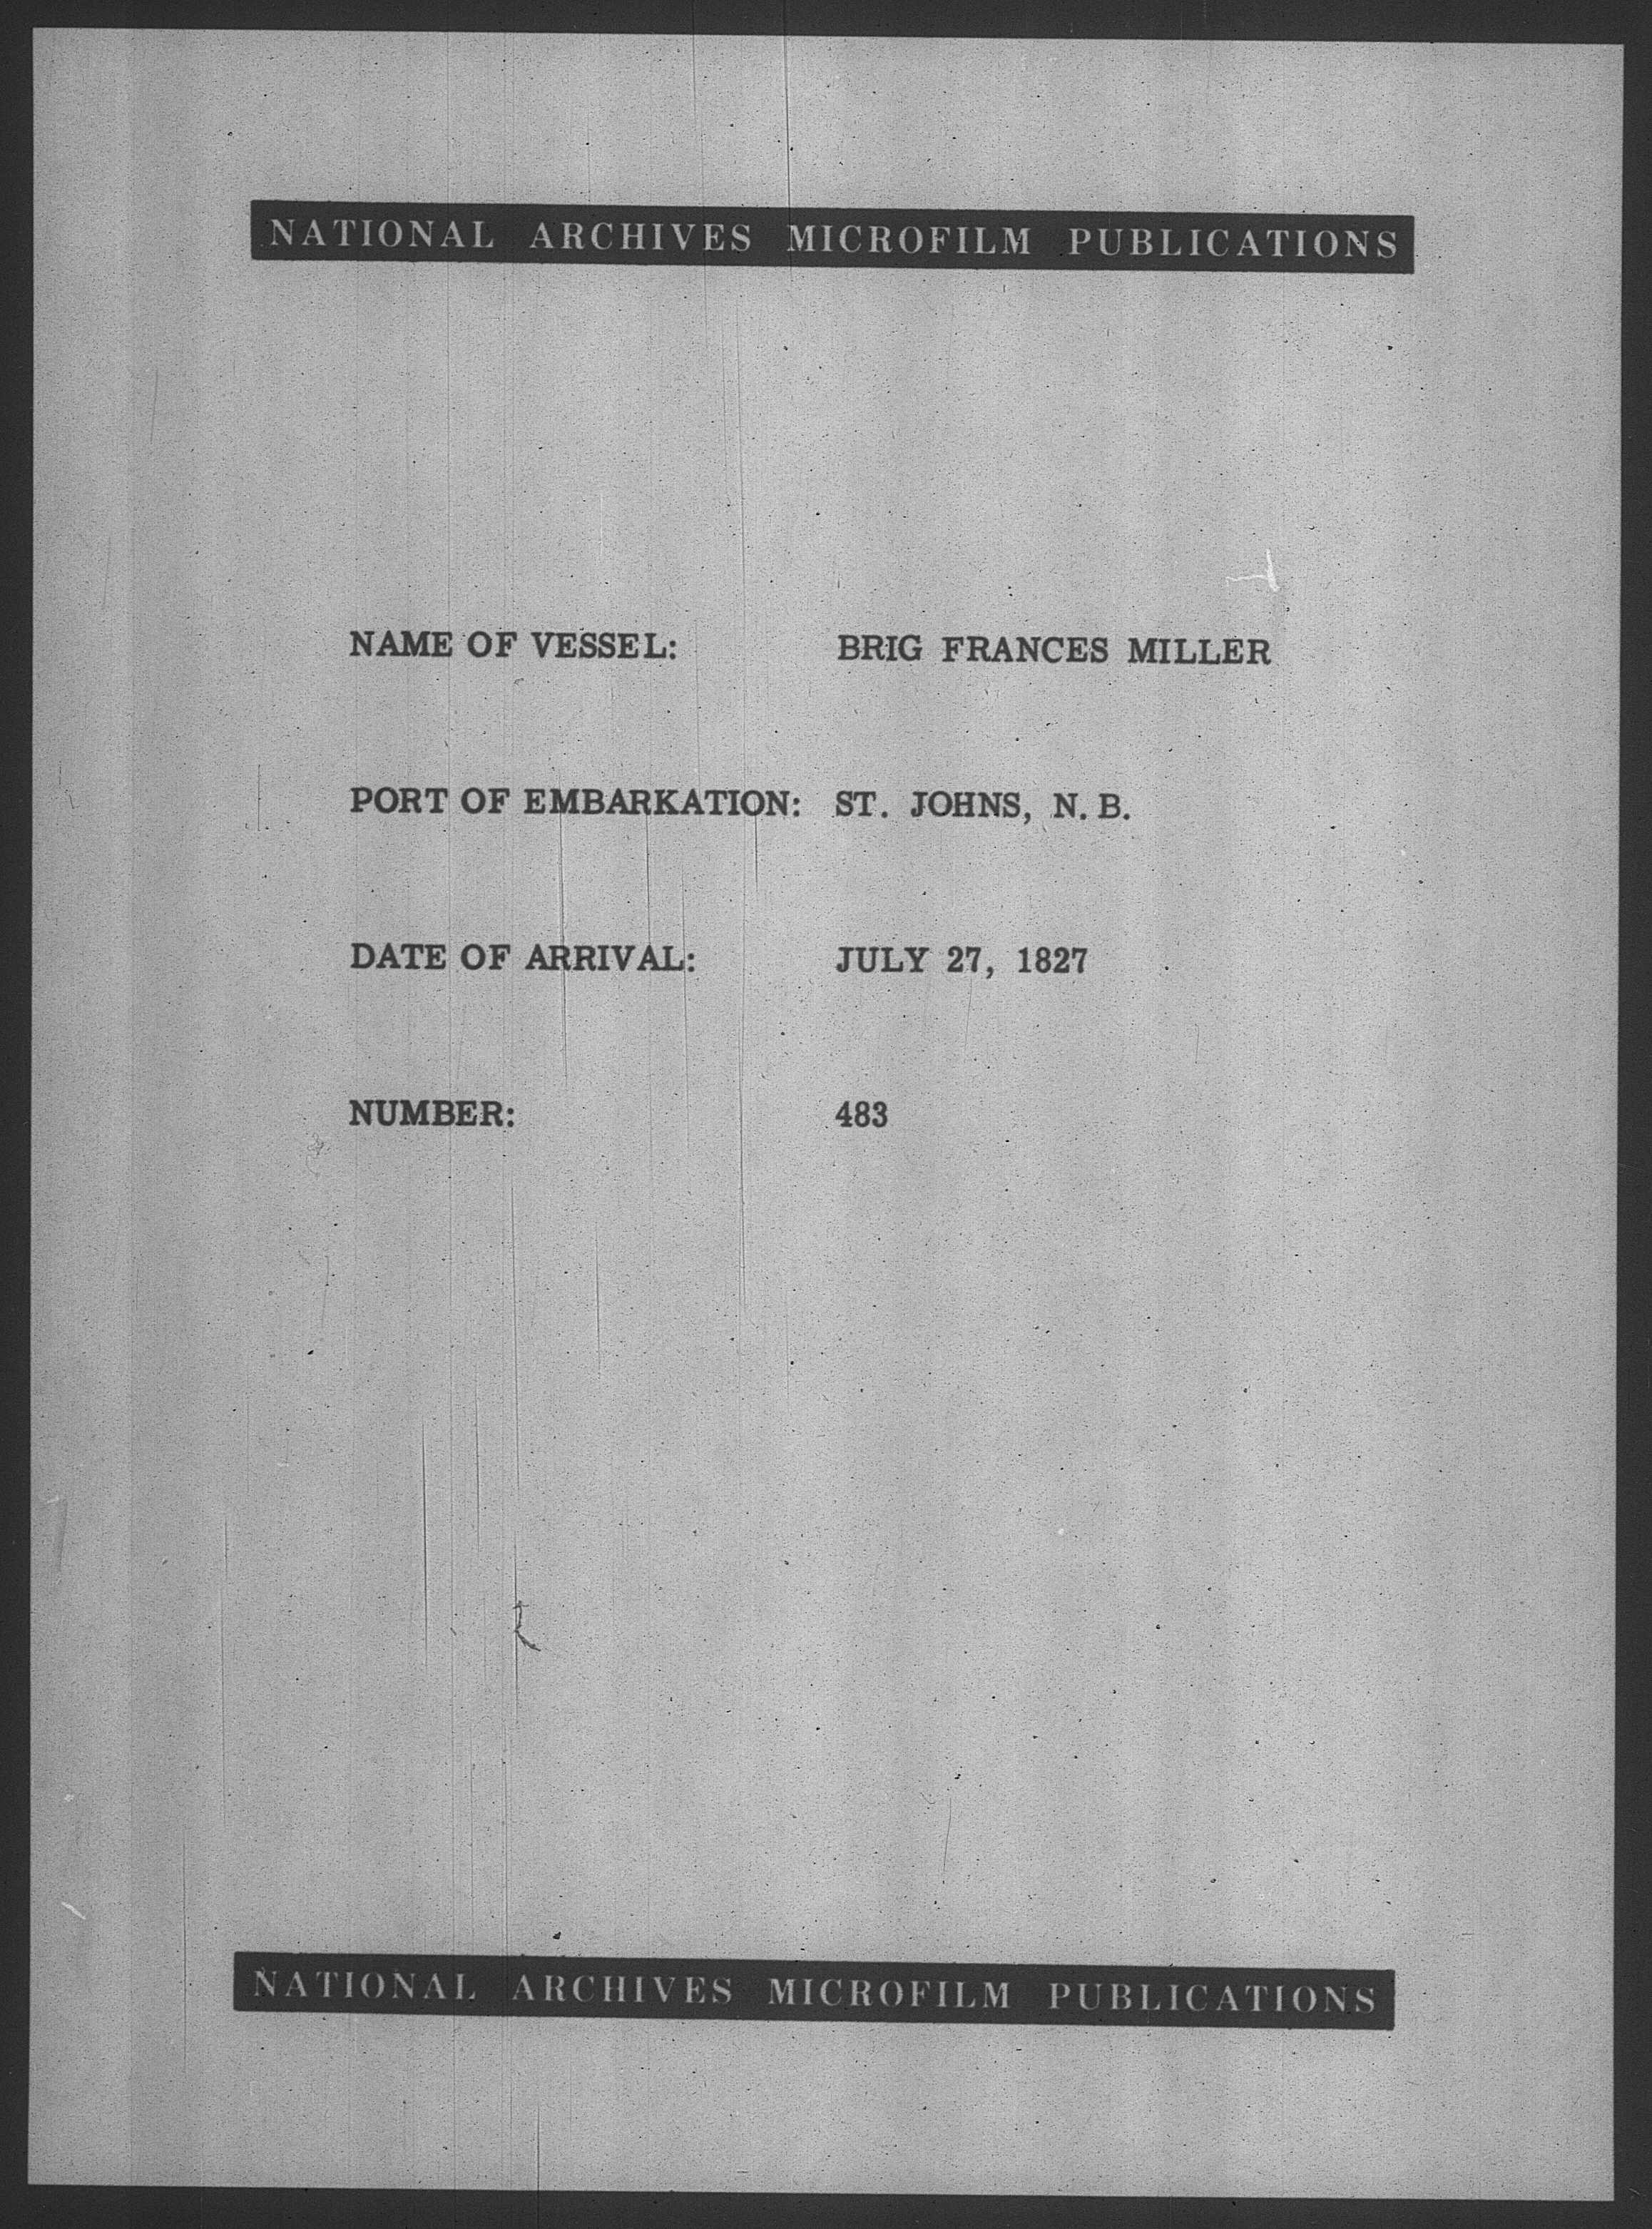 NATIONAL ARCHIVES MICROFILM PUBLICATIONS
NAME OF VESSEL: BRIG FRANCES MILLER
PORT OF EMBARKATION: ST. JOHNS, N. B.
DATE OF ARRIVAL: JULY 27, 1827
NUMBER: 483
NATIONAL ARCHIVES MICROFILM PUBLICATIONS